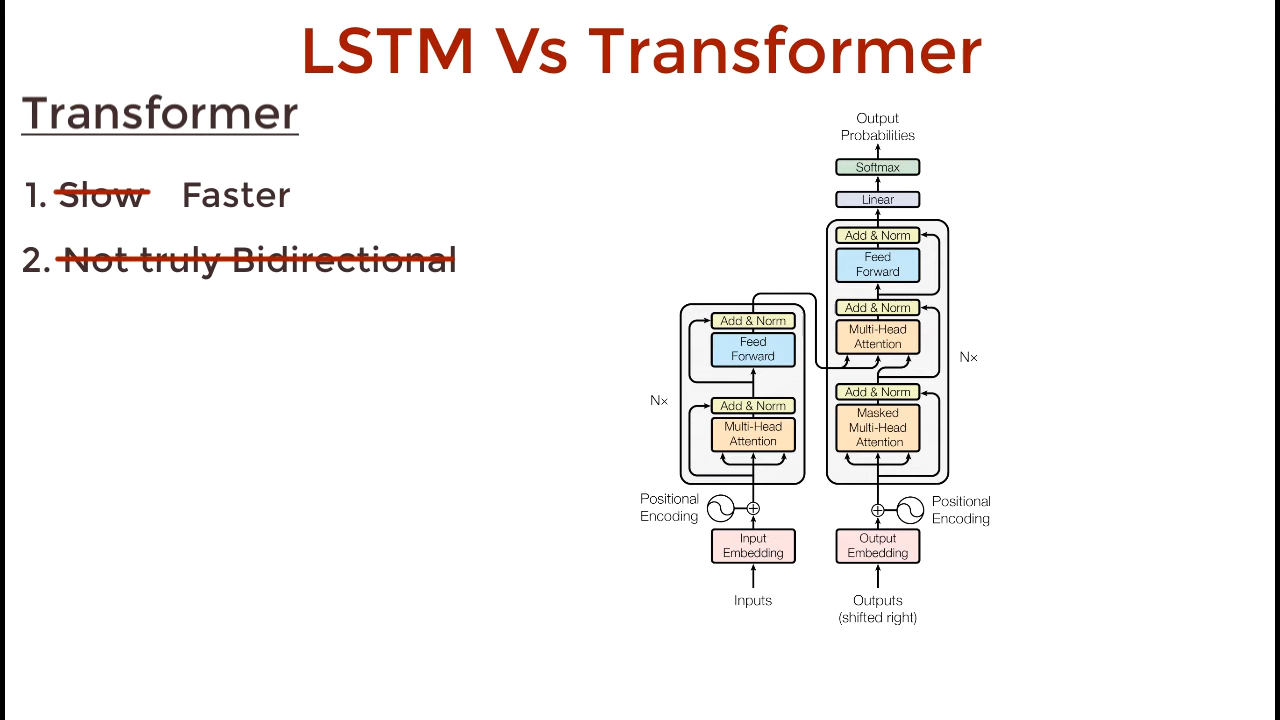 LSTM Vs Transformer
Transformer
1. Slow Faster
2. Not truly Bidirectional
Output
Probabilities
Softmax
Linear
Add & Norm
Feed
Forward
Add & Norm
Multi-Head
Attention
Add & Norm
Masked
Multi-Head
Attention
Nx
Add & Norm
Feed
Forward
Nx
Add & Norm
Multi-Head
Attention
Positional
Encoding
Positional
Encoding
Input
Embedding
Output
Embedding
Inputs
Outputs
(shifted right)